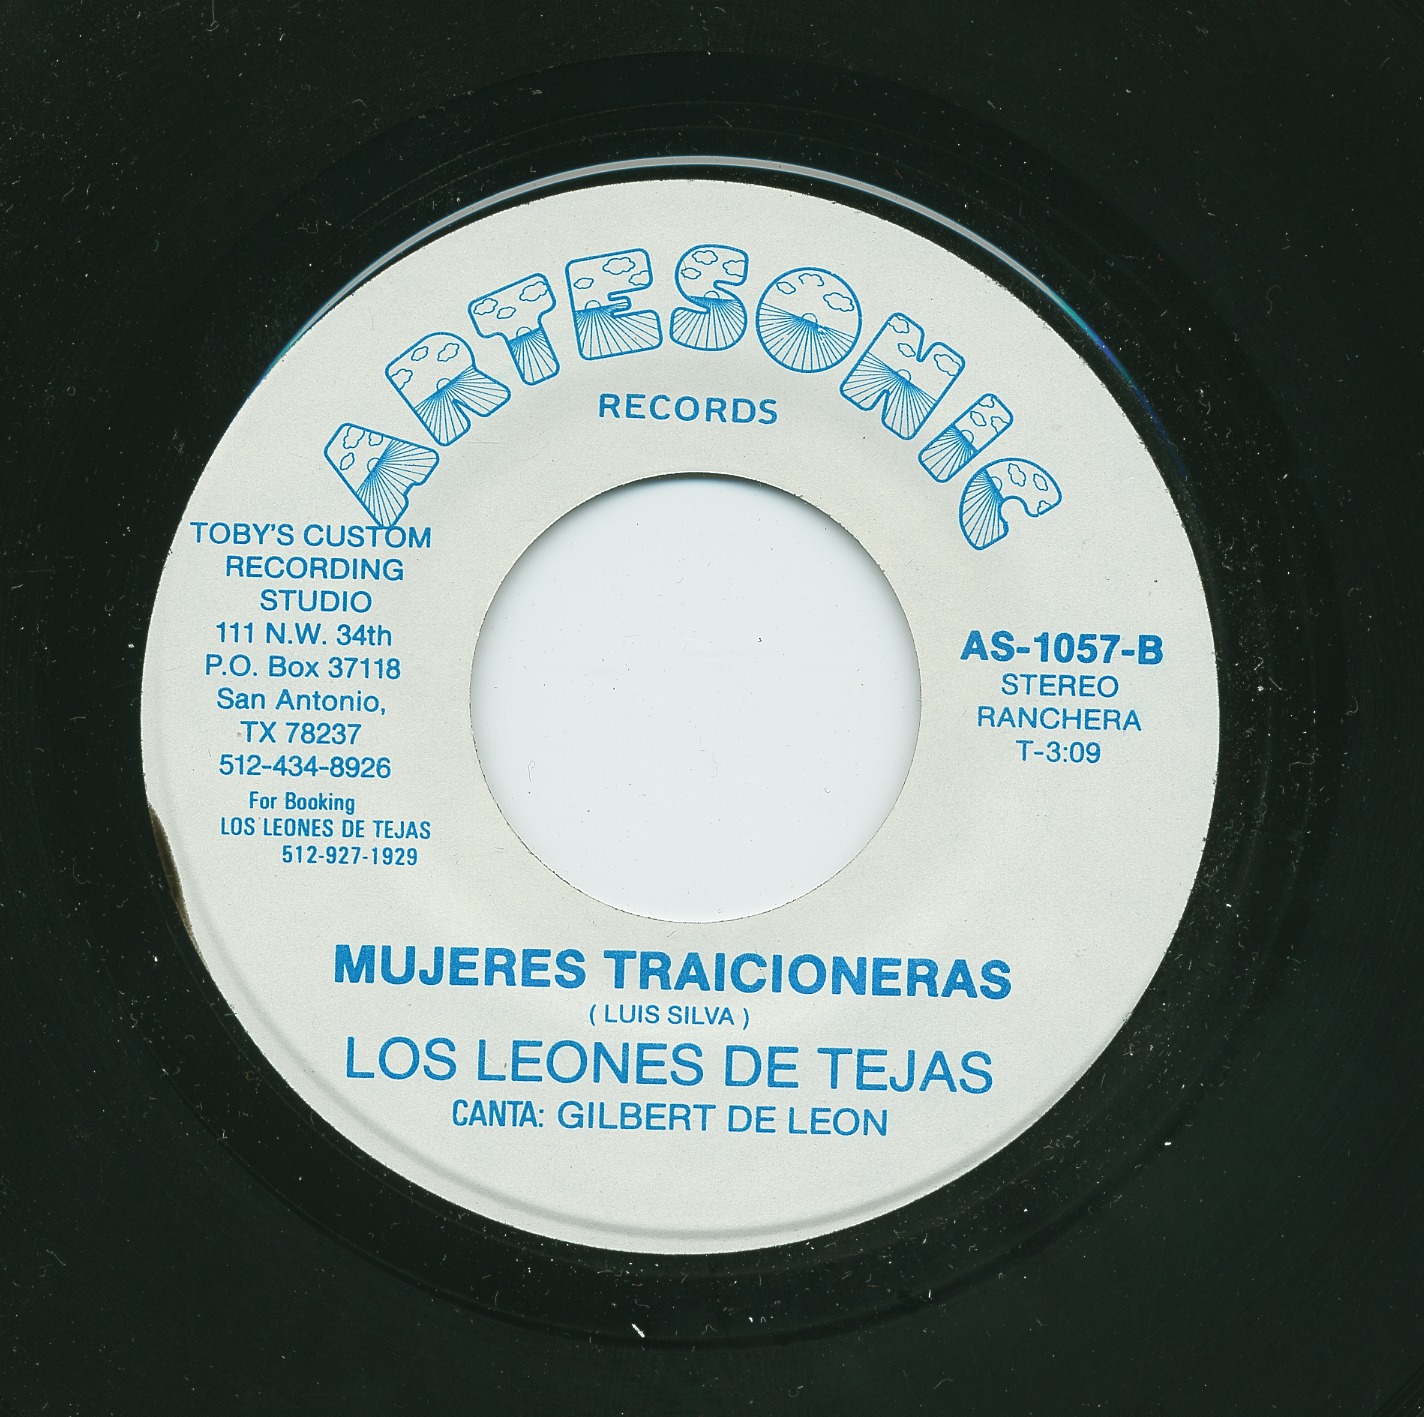 ARTESONIC
RECORDS
TOBY'S CUSTOM
RECORDING
STUDIO
111 N.W. 34th
P.O. Box 37118
San Antonio,
TX 78237
512-434-8926
For Booking
LOS LEONES DE TEJAS
512-927-1929
AS-1057-B
STEREO
RANCHERA
T-3:09
MUJERES TRAICIONERAS
( LUIS SILVA )
LOS LEONES DE TEJAS
CANTA: GILBERT DE LEON